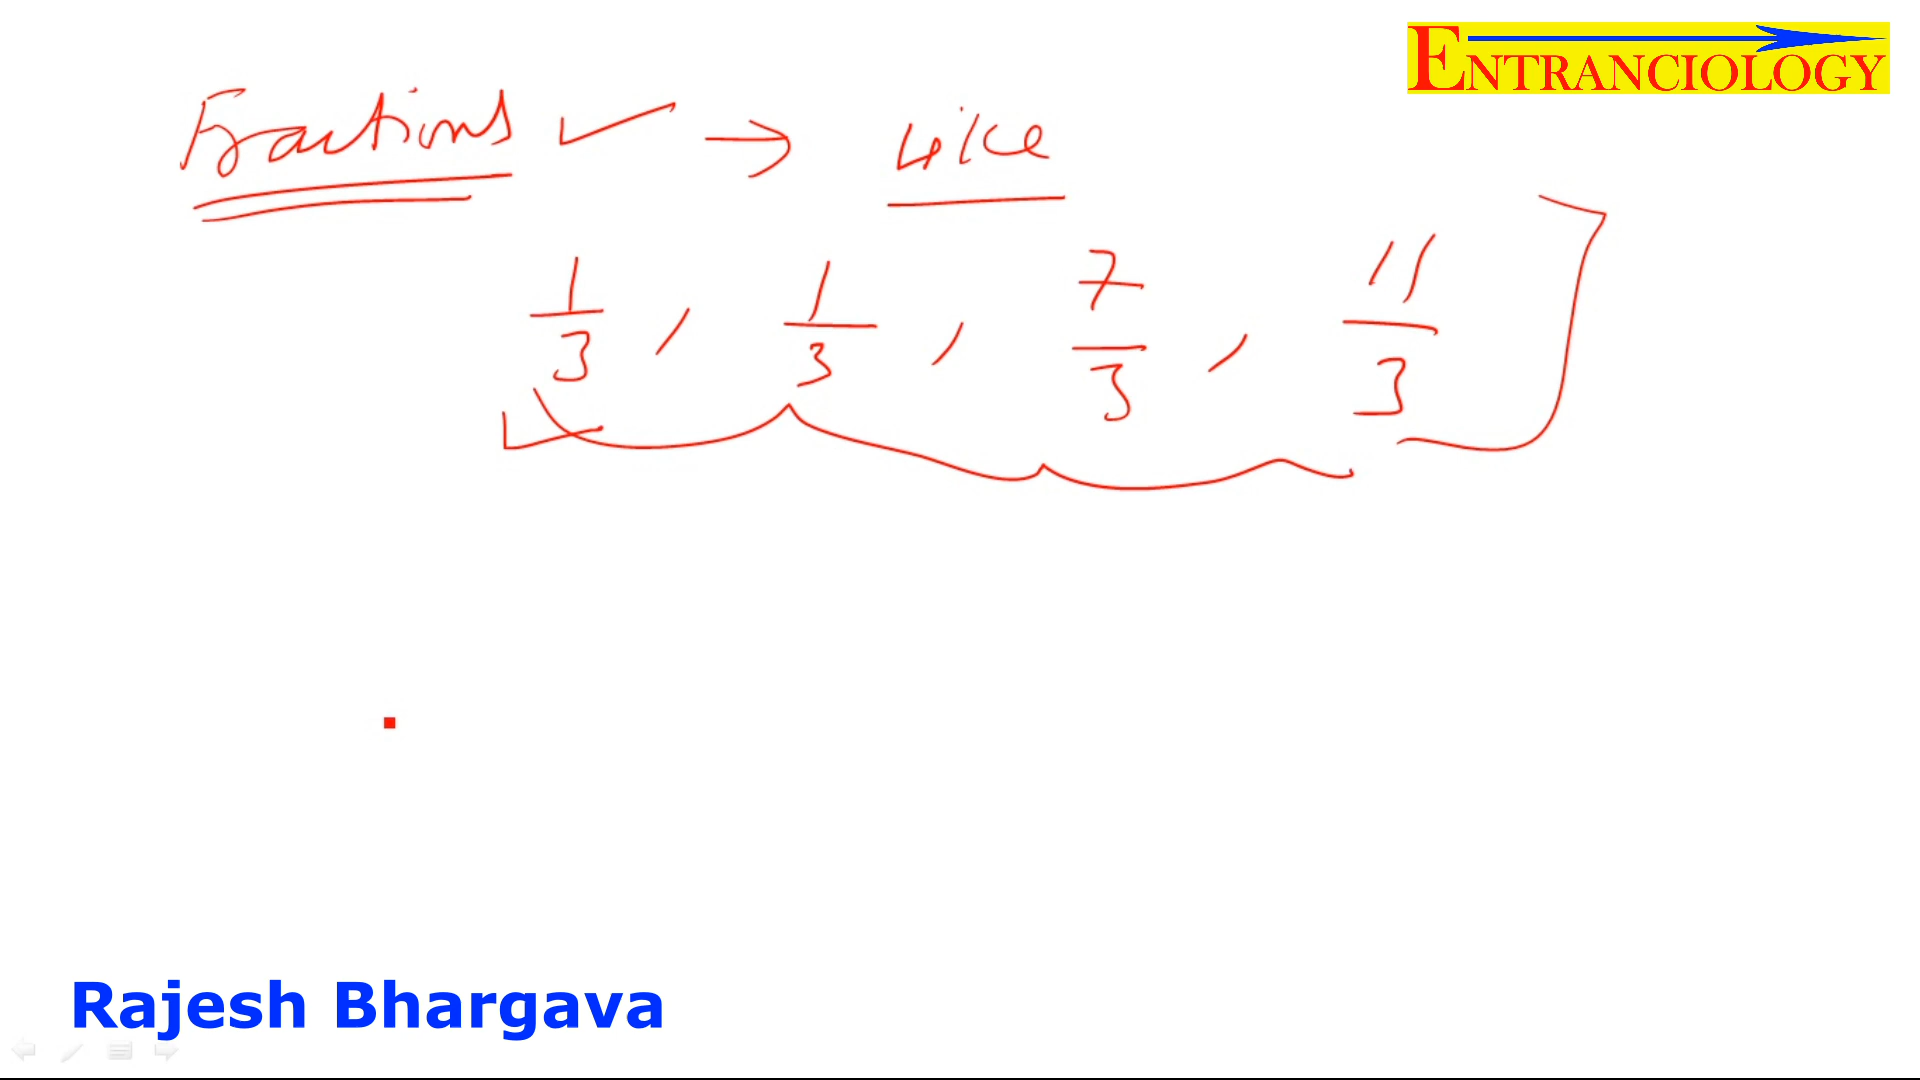 ENTRANCIOLOGY
Fractions ✓ → Like
1/3, 1/3, 7/3, 11/3
Rajesh Bhargava